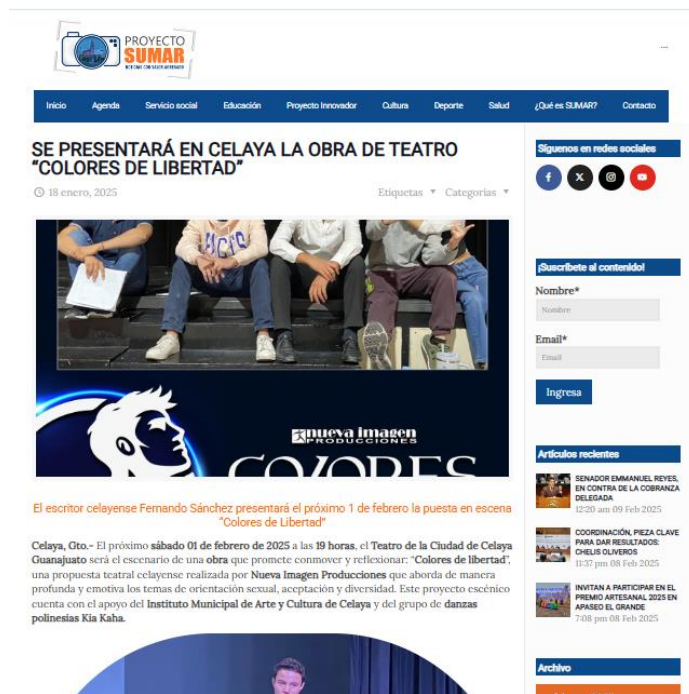 PROYECTO
SUMAR
Inicio Agenda Servicio social Educación Proyecto Innovador Cultura Deporte Salud ¿Qué es SUMAR? Contacto
SE PRESENTARÁ EN CELAYA LA OBRA DE TEATRO
“COLORES DE LIBERTAD”
18 enero, 2025
Etiquetas Categorías
nueva imagen
PRODUCCIONES
COLORES
El escritor celayense Fernando Sánchez presentará el próximo 1 de febrero la puesta en escena
“Colores de Libertad”
Celaya, Gto.- El próximo sábado 01 de febrero de 2025 a las 19 horas, el Teatro de la Ciudad de Celaya
Guanajuato será el escenario de una obra que promete conmover y reflexionar: “Colores de libertad”,
una propuesta teatral celayense realizada por Nueva Imagen Producciones que aborda de manera
profunda y emotiva los temas de orientación sexual, aceptación y diversidad. Este proyecto escénico
cuenta con el apoyo del Instituto Municipal de Arte y Cultura de Celaya y del grupo de danzas
polinesias Kia Kaha.
Síguenos en redes sociales
¡Suscríbete al contenido!
Nombre*
Nombre
Email*
Email
Ingresa
Artículos recientes
SENADOR EMMANUEL REYES,
EN CONTRA DE LA COBRANZA
DELEGADA
12:20 am 09 Feb 2025
COORDINACIÓN, PIEZA CLAVE
PARA DAR RESULTADOS:
CHELIS OLIVEROS
11:37 pm 08 Feb 2025
INVITAN A PARTICIPAR EN EL
PREMIO ARTESANAL 2025 EN
APASEO EL GRANDE
7:08 pm 08 Feb 2025
Archivo